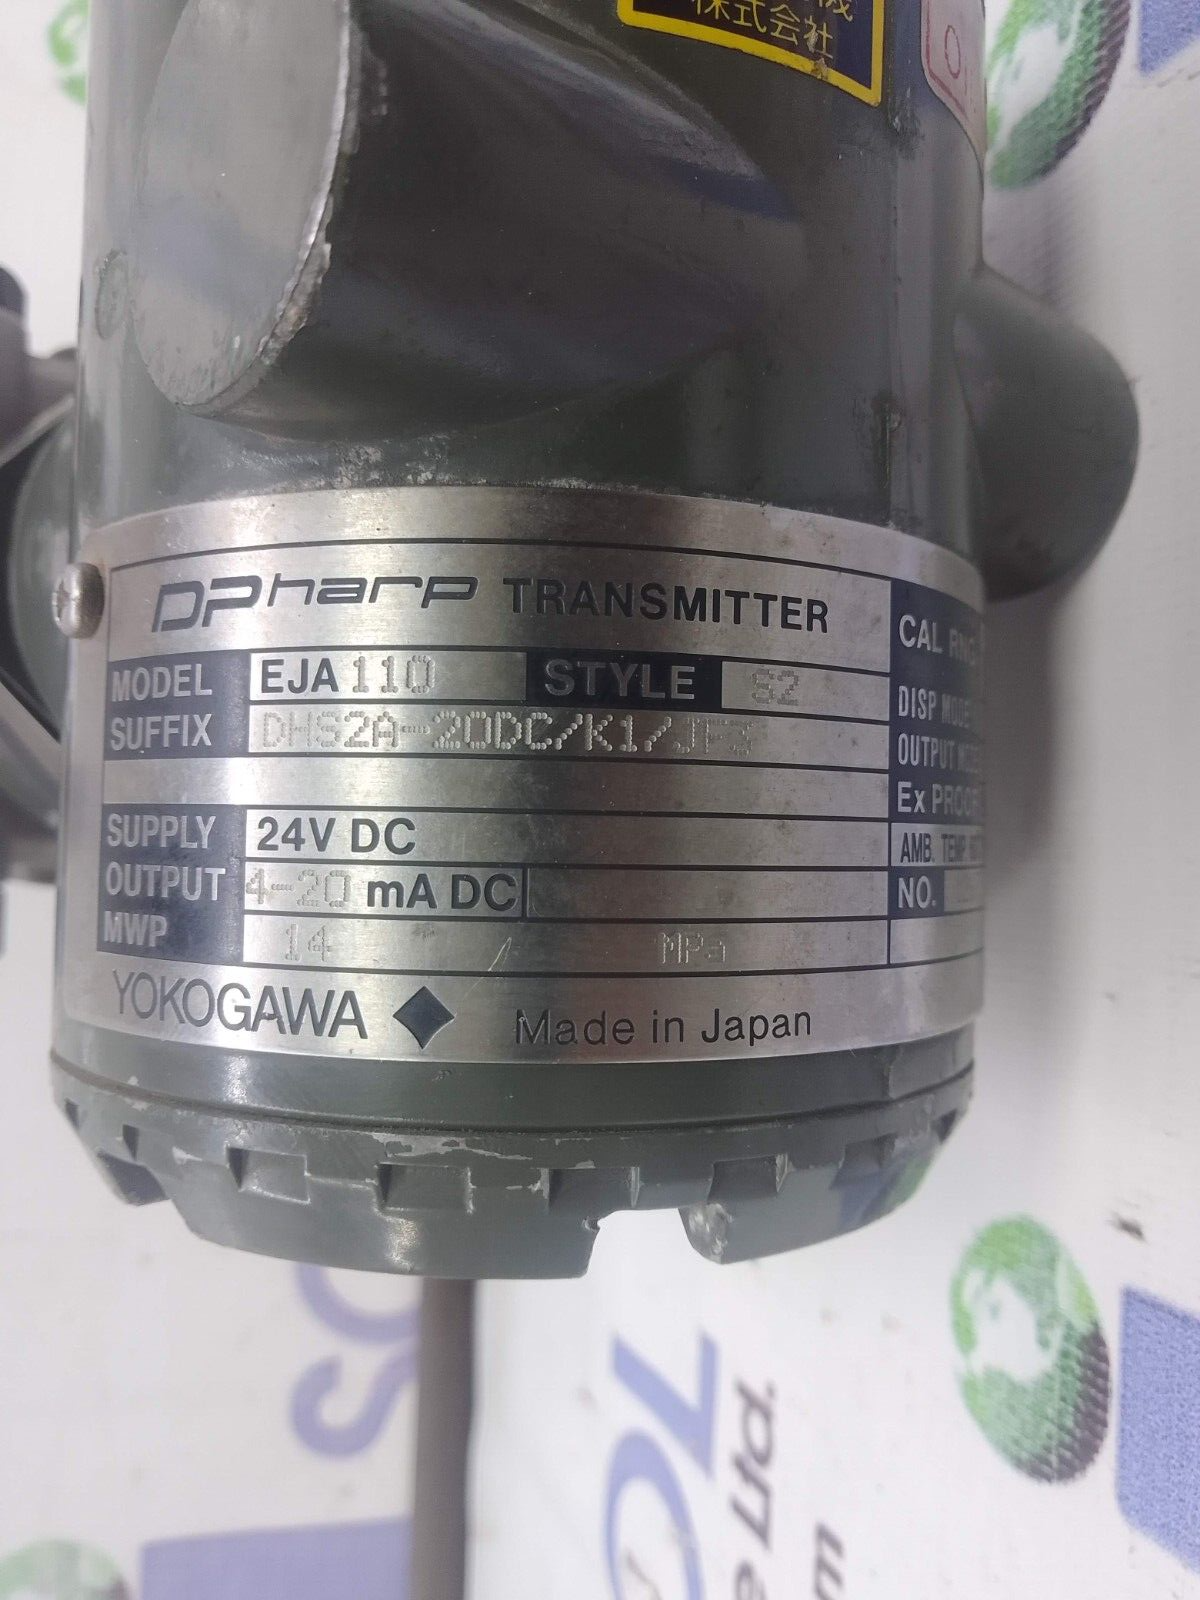 株式会社
DPharp TRANSMITTER
MODEL EJA110 STYLE S2
SUFFIX DHS2A-20DC/K1/JF3
SUPPLY 24V DC
OUTPUT 4-20 mA DC
MWP 14 MPa
YOKOGAWA Made in Japan
CAL RNG
DISP MODE
OUTPUT MODE
Ex PROOF
AMB. TEMP.
NO.